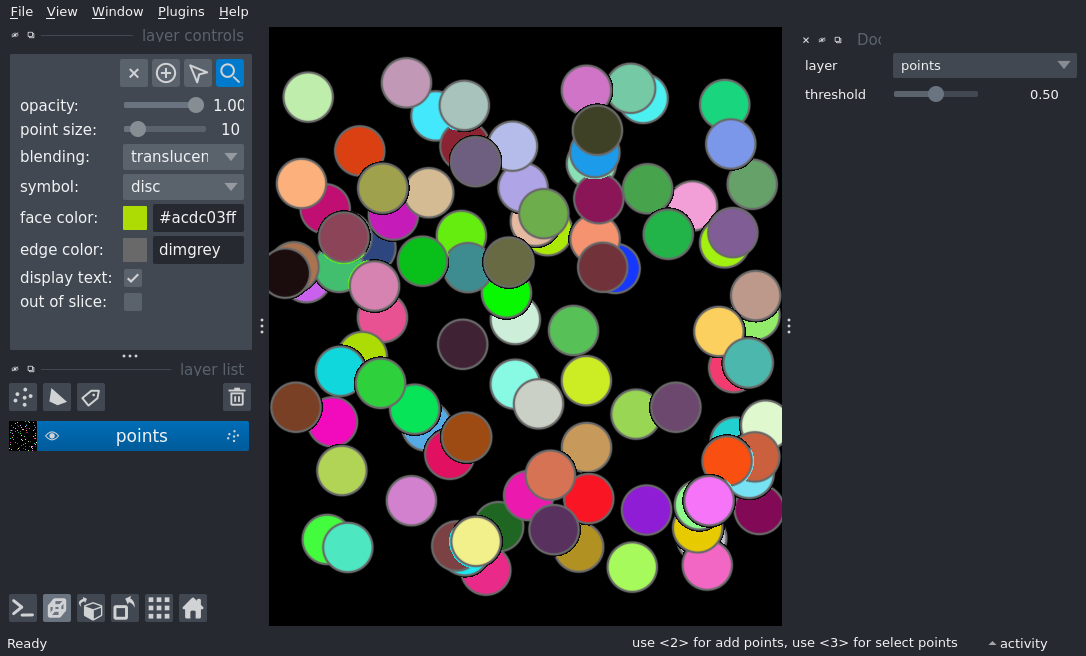 File View Window Plugins Help
layer controls
opacity: 1.00
point size: 10
blending: translucen
symbol: disc
face color: #acdc03ff
edge color: dimgrey
display text:
out of slice:
layer list
points
Doc
layer points
threshold 0.50
Ready
use <2> for add points, use <3> for select points
activity